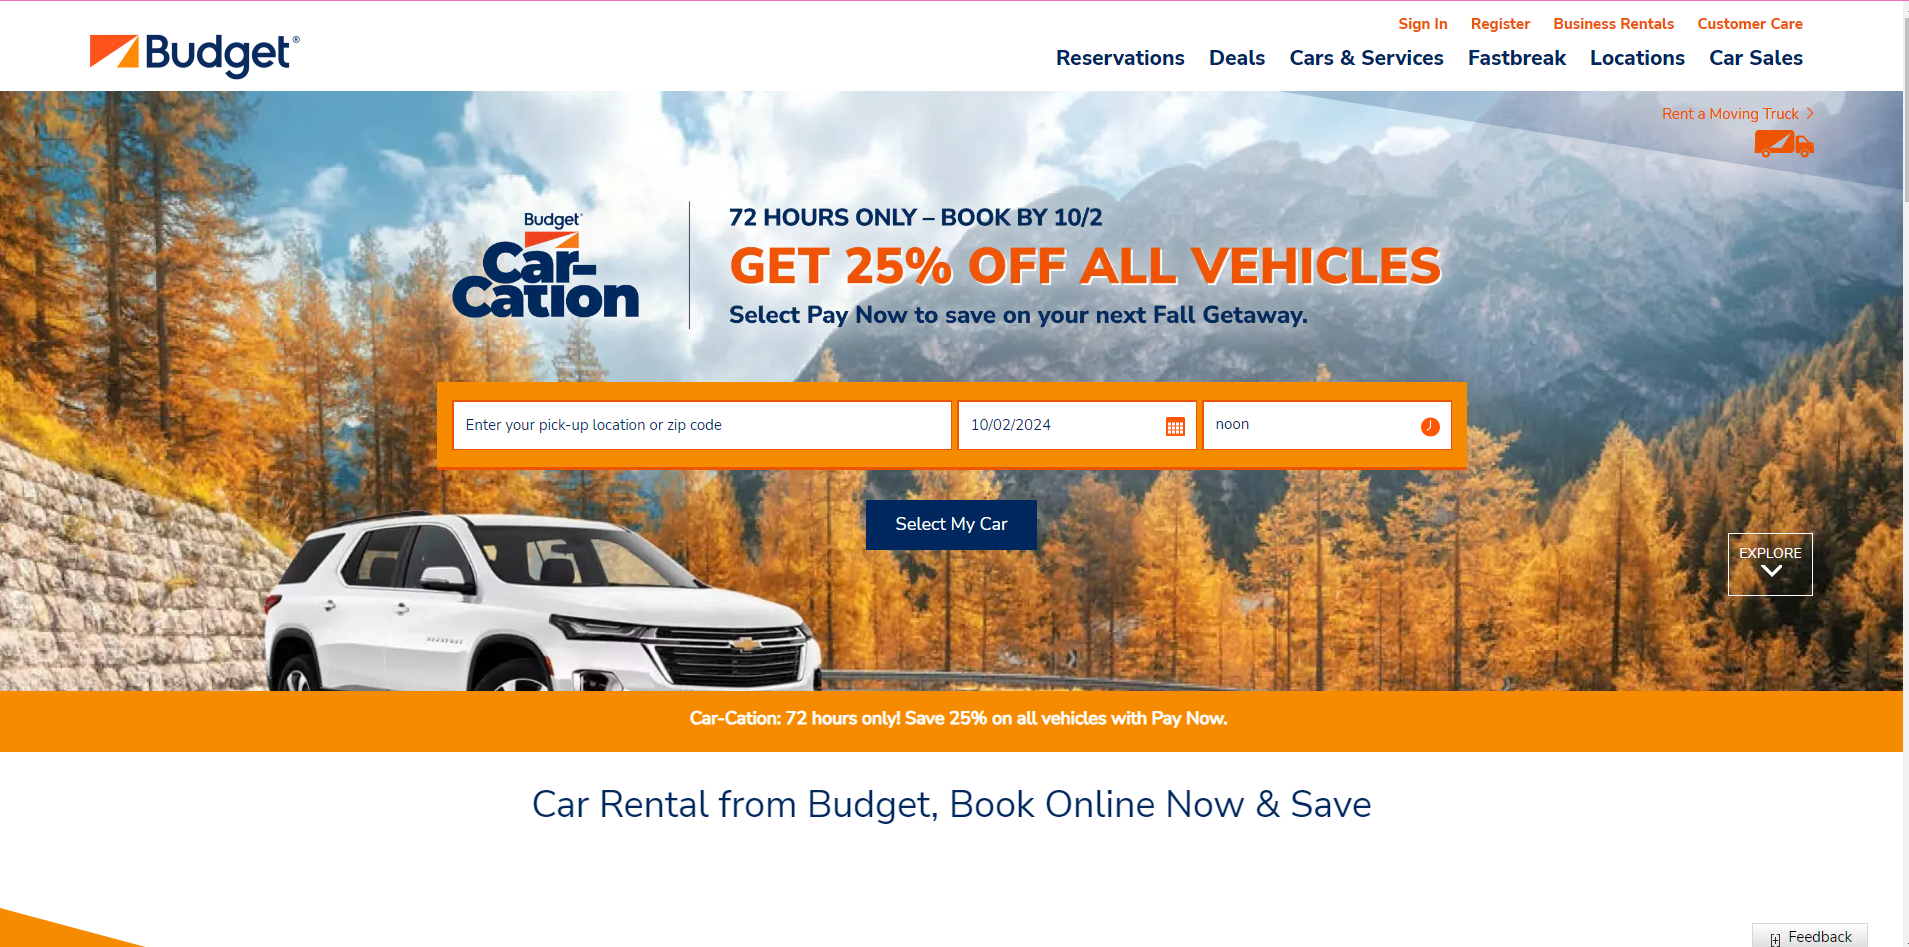 Sign In Register Business Rentals Customer Care
Budget®
Reservations Deals Cars & Services Fastbreak Locations Car Sales
Rent a Moving Truck
Budget
Car-
Cation
72 HOURS ONLY – BOOK BY 10/2
GET 25% OFF ALL VEHICLES
Select Pay Now to save on your next Fall Getaway.
Enter your pick-up location or zip code 10/02/2024 noon
Select My Car
EXPLORE
Car-Cation: 72 hours only! Save 25% on all vehicles with Pay Now.
Car Rental from Budget, Book Online Now & Save
Feedback